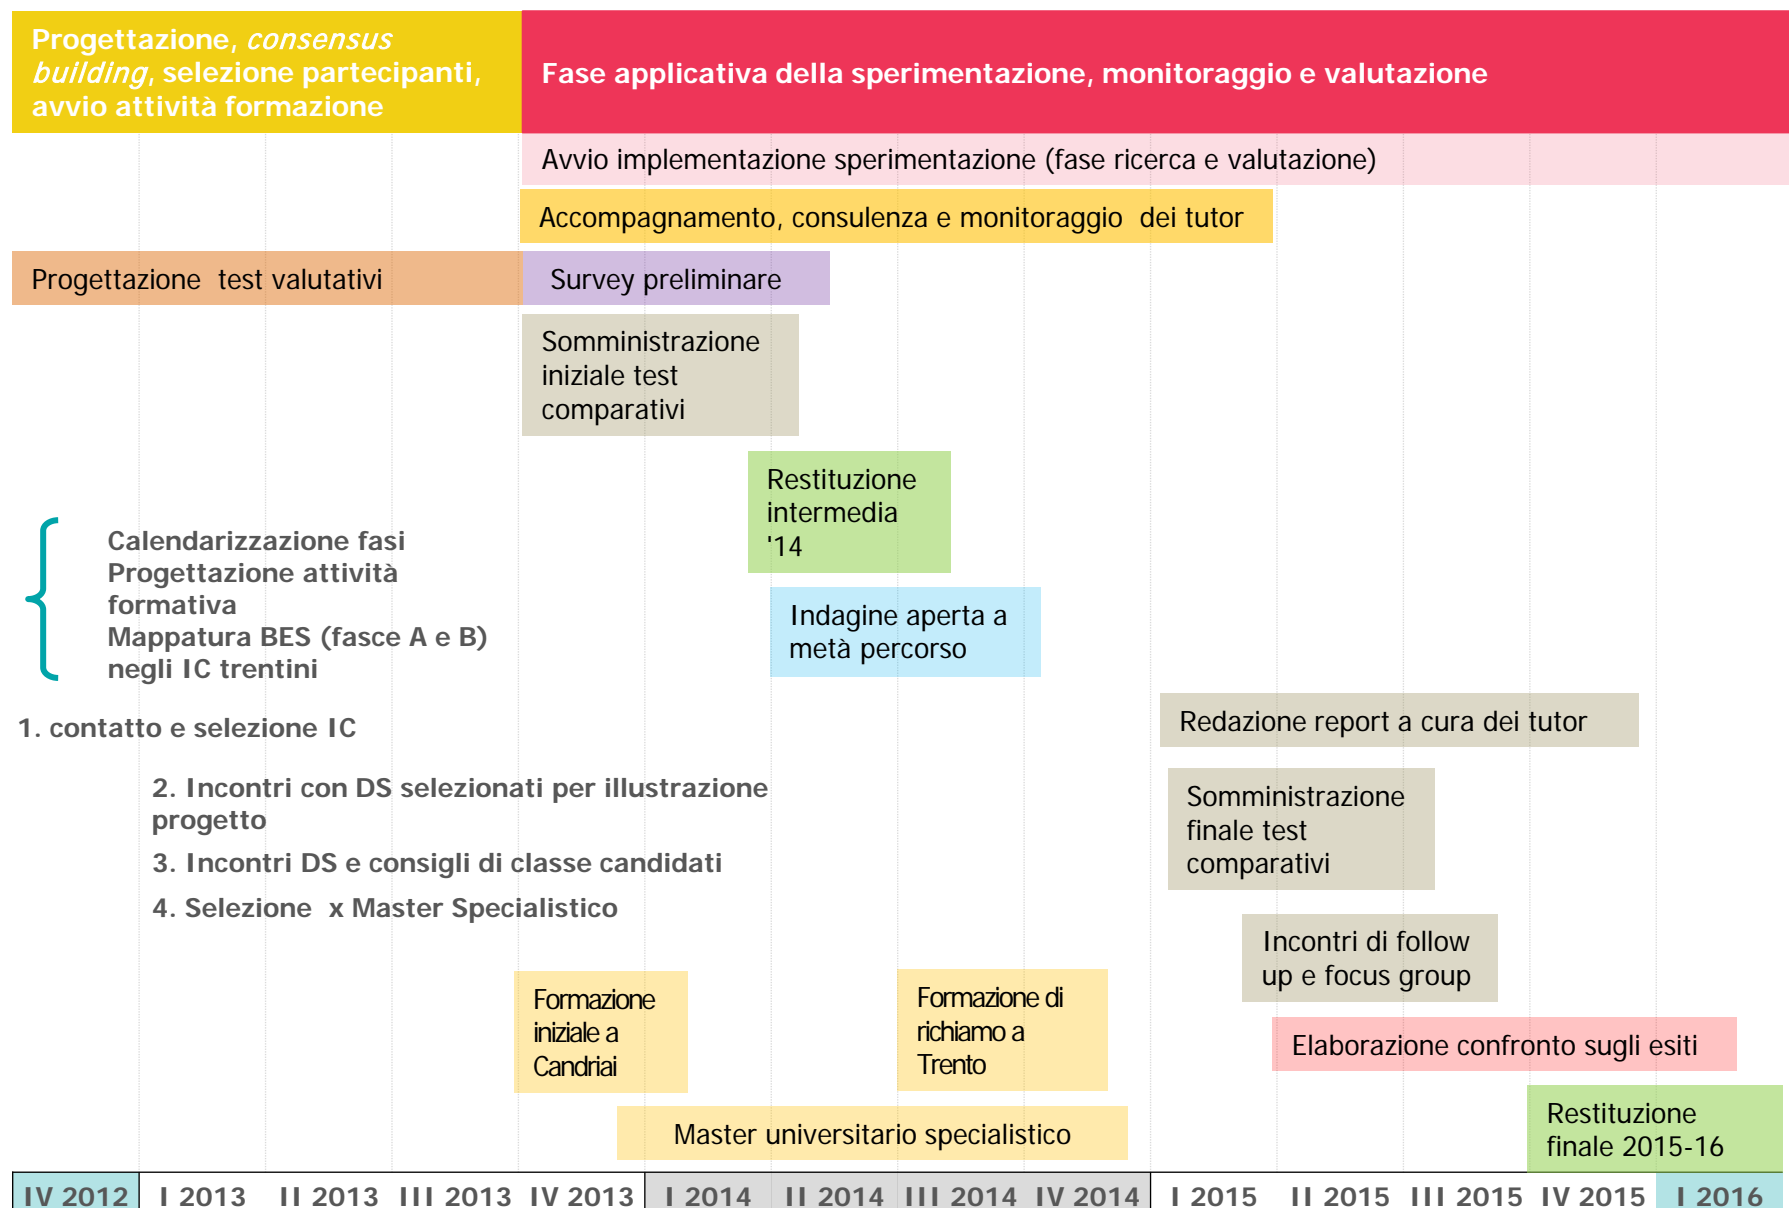 Progettazione, consensus
building, selezione partecipanti,
avvio attività formazione
Fase applicativa della sperimentazione, monitoraggio e valutazione
Avvio implementazione sperimentazione (fase ricerca e valutazione)
Accompagnamento, consulenza e monitoraggio dei tutor
Progettazione test valutativi
Survey preliminare
Somministrazione
iniziale test
comparativi
Restituzione
intermedia
'14
Calendarizzazione fasi
Progettazione attività
formativa
Mappatura BES (fasce A e B)
negli IC trentini
Indagine aperta a
metà percorso
1. contatto e selezione IC
Redazione report a cura dei tutor
2. Incontri con DS selezionati per illustrazione
progetto
3. Incontri DS e consigli di classe candidati
4. Selezione x Master Specialistico
Somministrazione
finale test
comparativi
Incontri di follow
up e focus group
Formazione
iniziale a
Candriai
Formazione di
richiamo a
Trento
Elaborazione confronto sugli esiti
Master universitario specialistico
Restituzione
finale 2015-16
IV 2012 I 2013 II 2013 III 2013 IV 2013 I 2014 II 2014 III 2014 IV 2014 I 2015 II 2015 III 2015 IV 2015 I 2016